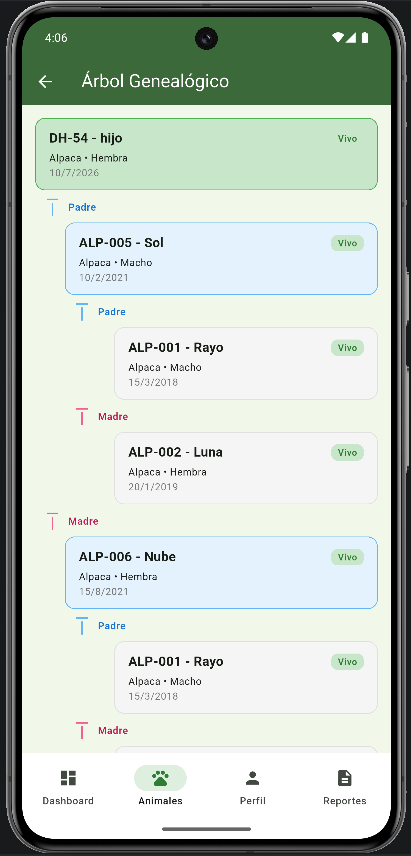 4:06
Árbol Genealógico
DH-54 - hijo
Vivo
Alpaca • Hembra
10/7/2026
Padre
ALP-005 - Sol
Vivo
Alpaca • Macho
10/2/2021
Padre
ALP-001 - Rayo
Vivo
Alpaca • Macho
15/3/2018
Madre
ALP-002 - Luna
Vivo
Alpaca • Hembra
20/1/2019
Madre
ALP-006 - Nube
Vivo
Alpaca • Hembra
15/8/2021
Padre
ALP-001 - Rayo
Vivo
Alpaca • Macho
15/3/2018
Madre
Dashboard
Animales
Perfil
Reportes